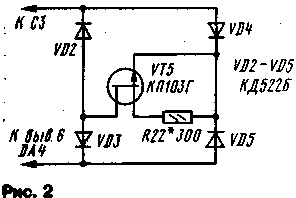 К С3
VD2
VD4
VT5
КП103Г
VD2-VD5
КД522Б
К выв. 6
DA4
VD3
R22* 300
VD5
Рис. 2